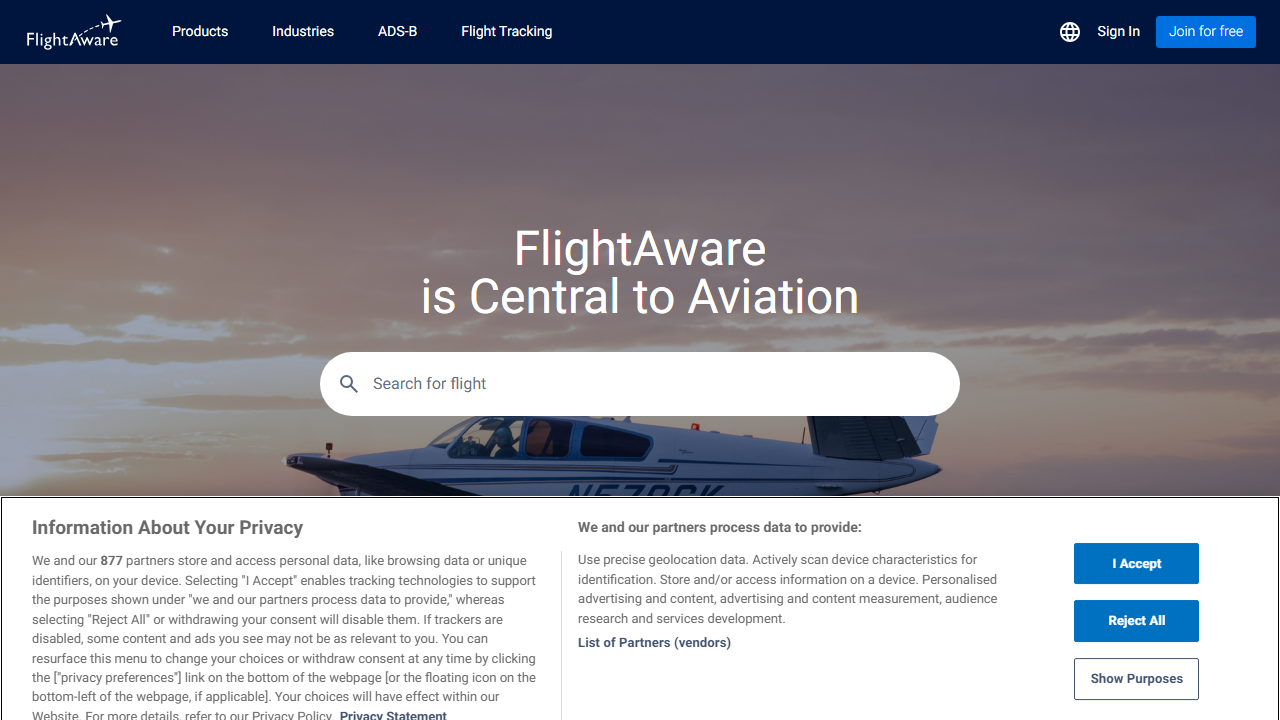 FlightAware
Products
Industries
ADS-B
Flight Tracking
Sign In
Join for free
FlightAware
is Central to Aviation
Search for flight
Information About Your Privacy
We and our 877 partners store and access personal data, like browsing data or unique
identifiers, on your device. Selecting "I Accept" enables tracking technologies to support
the purposes shown under "we and our partners process data to provide," whereas
selecting "Reject All" or withdrawing your consent will disable them. If trackers are
disabled, some content and ads you see may not be as relevant to you. You can
resurface this menu to change your choices or withdraw consent at any time by clicking
the ["privacy preferences"] link on the bottom of the webpage [or the floating icon on the
bottom-left of the webpage, if applicable]. Your choices will have effect within our
Website. For more details, refer to our Privacy Policy. Privacy Statement
We and our partners process data to provide:
Use precise geolocation data. Actively scan device characteristics for
identification. Store and/or access information on a device. Personalised
advertising and content, advertising and content measurement, audience
research and services development.
List of Partners (vendors)
I Accept
Reject All
Show Purposes